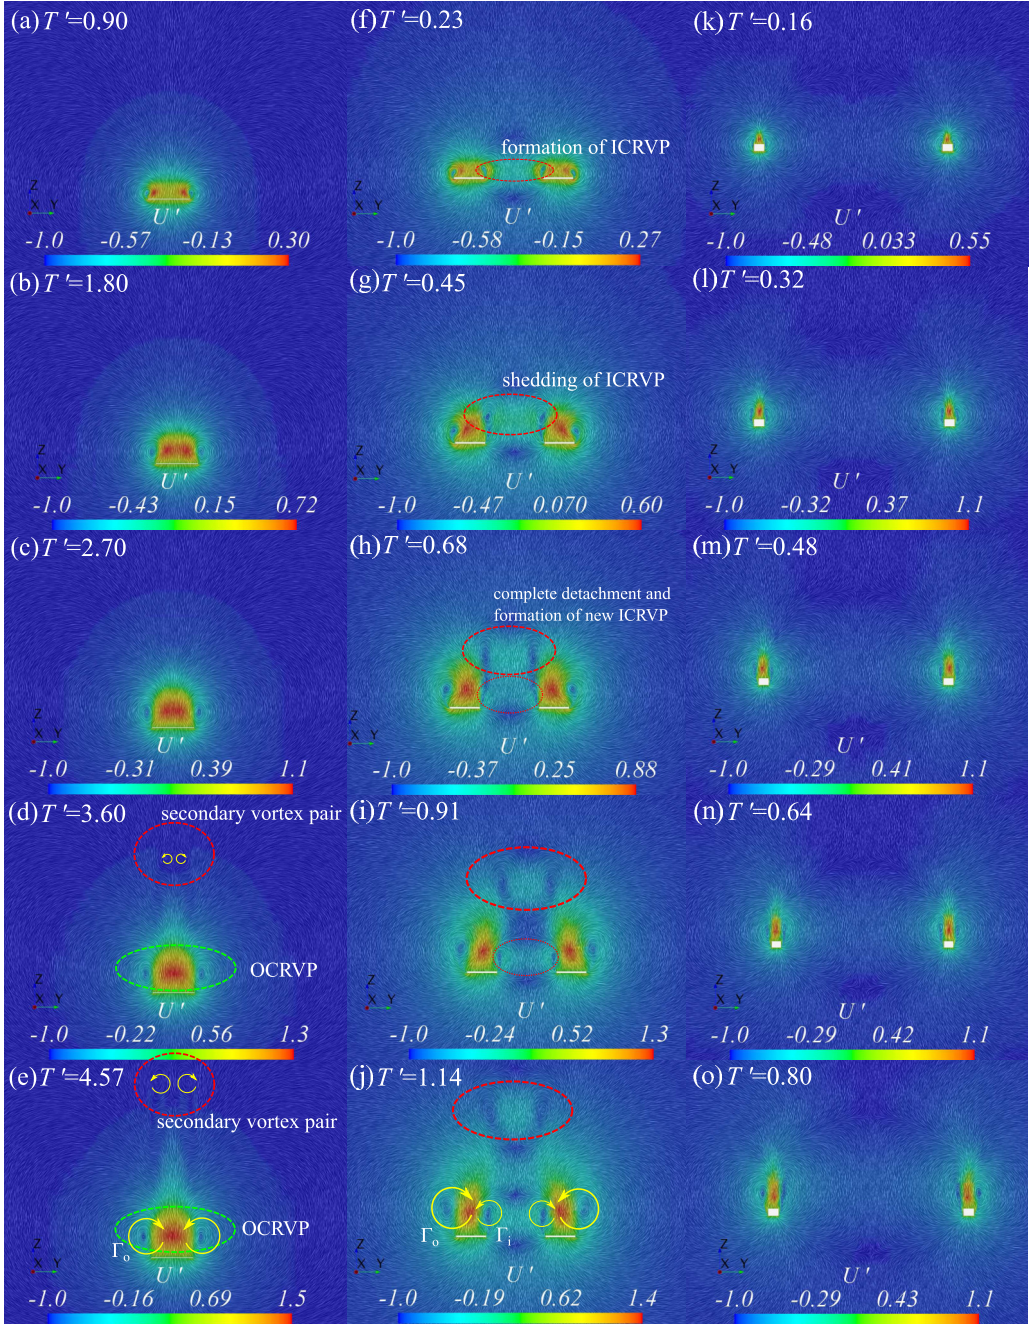 (a) T'=0.90
Z
X Y
U'
-1.0 -0.57 -0.13 0.30
(b) T'=1.80
Z
X Y
U'
-1.0 -0.43 0.15 0.72
(c) T'=2.70
Z
X Y
U'
-1.0 -0.31 0.39 1.1
(d) T'=3.60
secondary vortex pair
OCRVP
Z
X Y
U'
-1.0 -0.22 0.56 1.3
(e) T'=4.57
secondary vortex pair
OCRVP
Γo
Z
X Y
U'
-1.0 -0.16 0.69 1.5
(f) T'=0.23
formation of ICRVP
Z
X Y
U'
-1.0 -0.58 -0.15 0.27
(g) T'=0.45
shedding of ICRVP
Z
X Y
U'
-1.0 -0.47 0.070 0.60
(h) T'=0.68
complete detachment and
formation of new ICRVP
Z
X Y
U'
-1.0 -0.37 0.25 0.88
(i) T'=0.91
Z
X Y
U'
-1.0 -0.24 0.52 1.3
(j) T'=1.14
Γo Γi
Z
X Y
U'
-1.0 -0.19 0.62 1.4
(k) T'=0.16
Z
X Y
U'
-1.0 -0.48 0.033 0.55
(l) T'=0.32
Z
X Y
U'
-1.0 -0.32 0.37 1.1
(m) T'=0.48
Z
X Y
U'
-1.0 -0.29 0.41 1.1
(n) T'=0.64
Z
X Y
U'
-1.0 -0.29 0.42 1.1
(o) T'=0.80
Z
X Y
U'
-1.0 -0.29 0.43 1.1